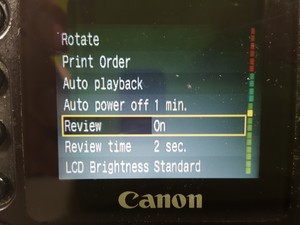 Rotate
Print Order
Auto playback
Auto power off 1 min.
Review On
Review time 2 sec.
LCD Brightness Standard
Canon